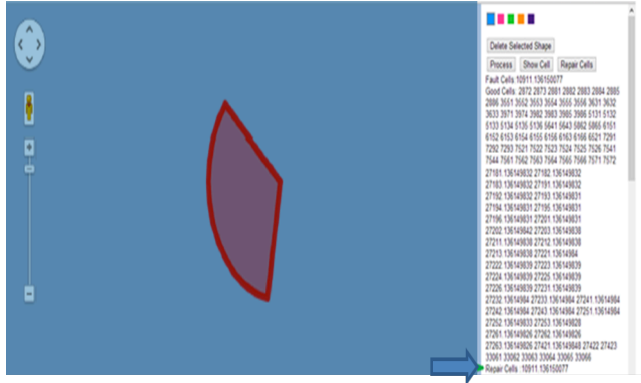 Delete Selected Shape
Process Show Cell Repair Cells
Fault Cells:10911.136150077
Good Cells: 2872 2873 2881 2882 2883 2884 2885
2886 3551 3552 3553 3554 3555 3556 3631 3632
3633 3971 3974 3982 3983 3985 3986 5131 5132
5133 5134 5135 5136 5641 5643 5862 5865 6151
6152 6153 6154 6155 6156 6163 6166 6521 7291
7292 7293 7521 7522 7523 7524 7525 7526 7541
7544 7561 7562 7563 7564 7565 7566 7571 7572
27181.136149832 27182.136149832
27183.136149832 27191.136149832
27192.136149832 27193.136149831
27194.136149831 27195.136149831
27196.136149831 27201.136149831
27202.136149842 27203.136149838
27211.136149838 27212.136149838
27213.136149838 27221.13614984
27222.136149839 27223.136149839
27224.136149839 27225.136149839
27226.136149839 27231.136149839
27232.13614984 27233.13614984 27241.13614984
27242.13614984 27243.13614984 27251.13614984
27252.136149833 27253.136149828
27261.136149826 27262.136149826
27263.136149826 27421.136149848 27422 27423
33061 33062 33063 33064 33065 33066
Repair Cells :10911.136150077